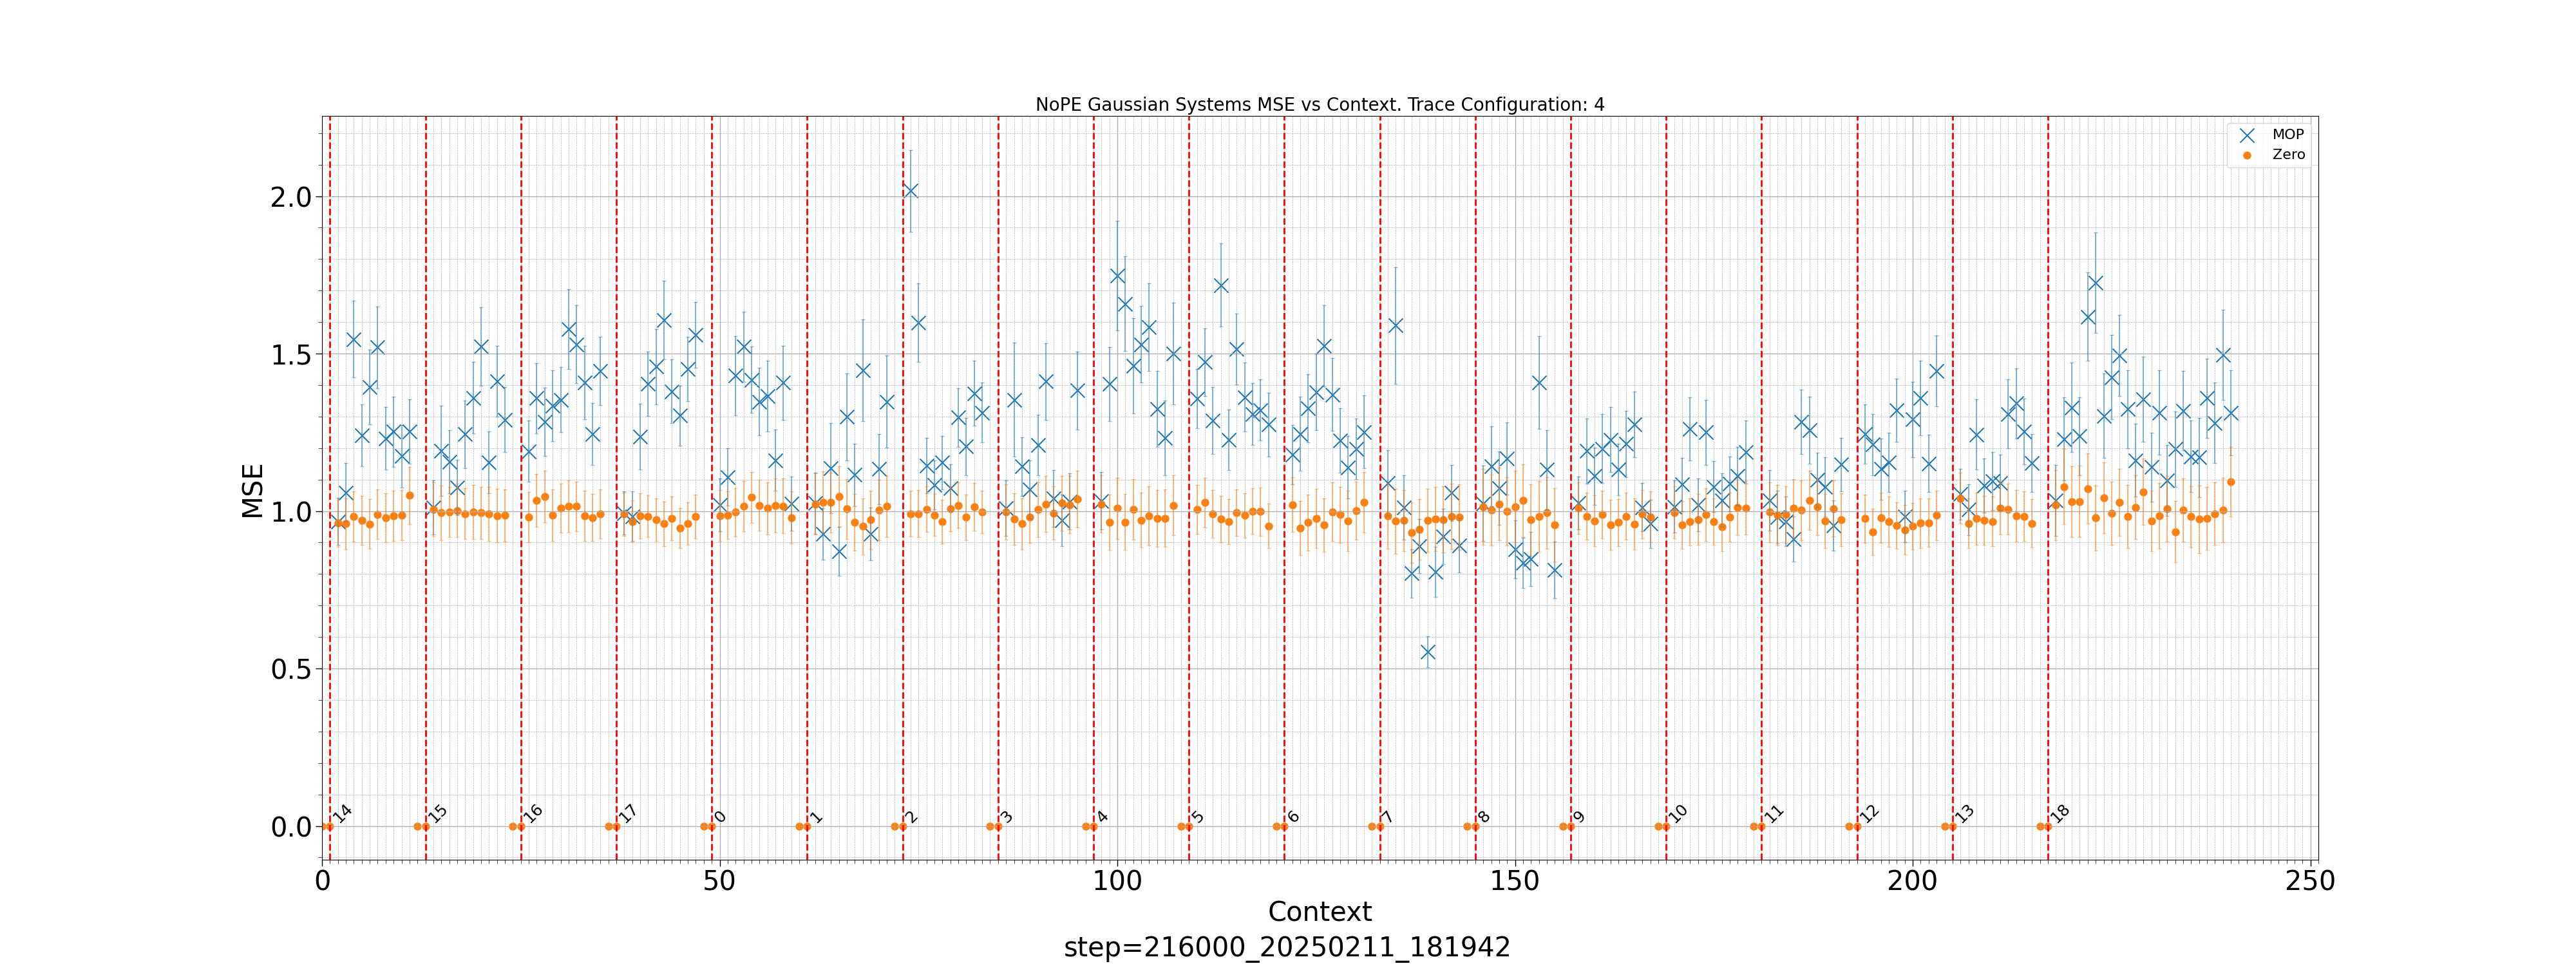 NoPE Gaussian Systems MSE vs Context. Trace Configuration: 4
MOP
Zero
MSE
2.0
1.5
1.0
0.5
0.0
14 15 16 17 0 1 2 3 4 5 6 7 8 9 10 11 12 13 18
0 50 100 150 200 250
Context
step=216000_20250211_181942